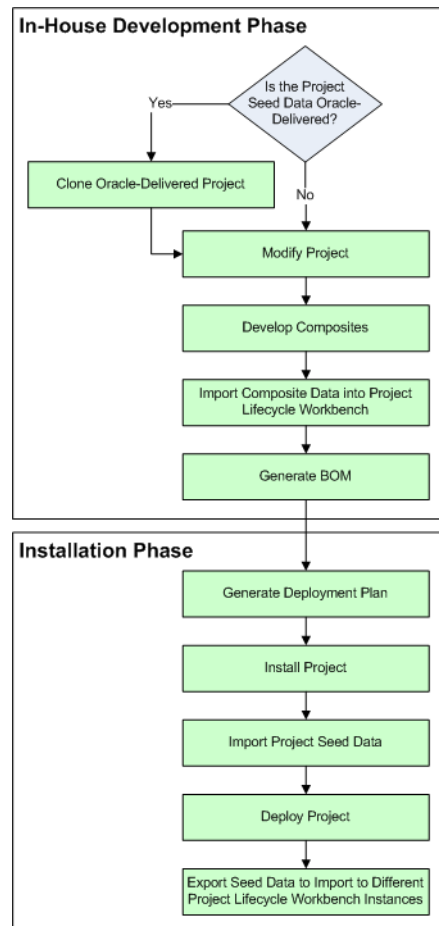 In-House Development Phase
Is the Project
Seed Data Oracle-
Delivered?
Yes
Clone Oracle-Delivered Project
No
Modify Project
Develop Composites
Import Composite Data into Project
Lifecycle Workbench
Generate BOM
Installation Phase
Generate Deployment Plan
Install Project
Import Project Seed Data
Deploy Project
Export Seed Data to Import to Different
Project Lifecycle Workbench Instances